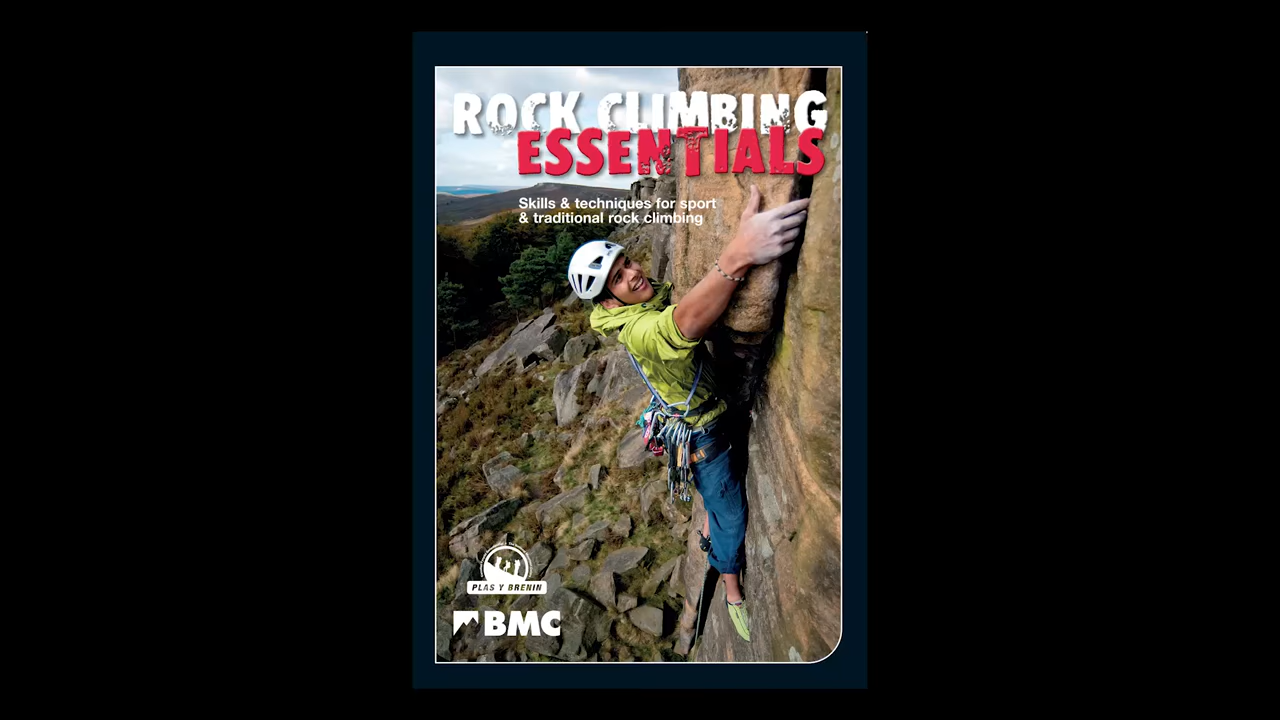 ROCK CLIMBING
ESSENTIALS
Skills & techniques for sport
& traditional rock climbing
PLAS Y BRENIN
BMC